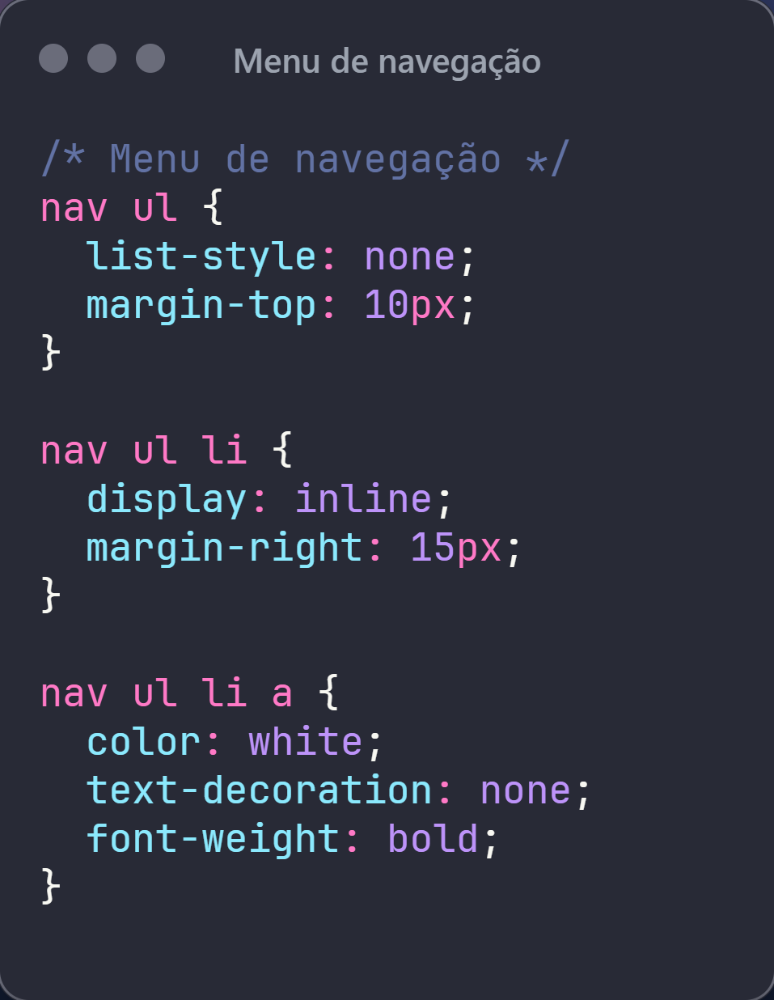 Menu de navegação
/* Menu de navegação */
nav ul {
  list-style: none;
  margin-top: 10px;
}

nav ul li {
  display: inline;
  margin-right: 15px;
}

nav ul li a {
  color: white;
  text-decoration: none;
  font-weight: bold;
}